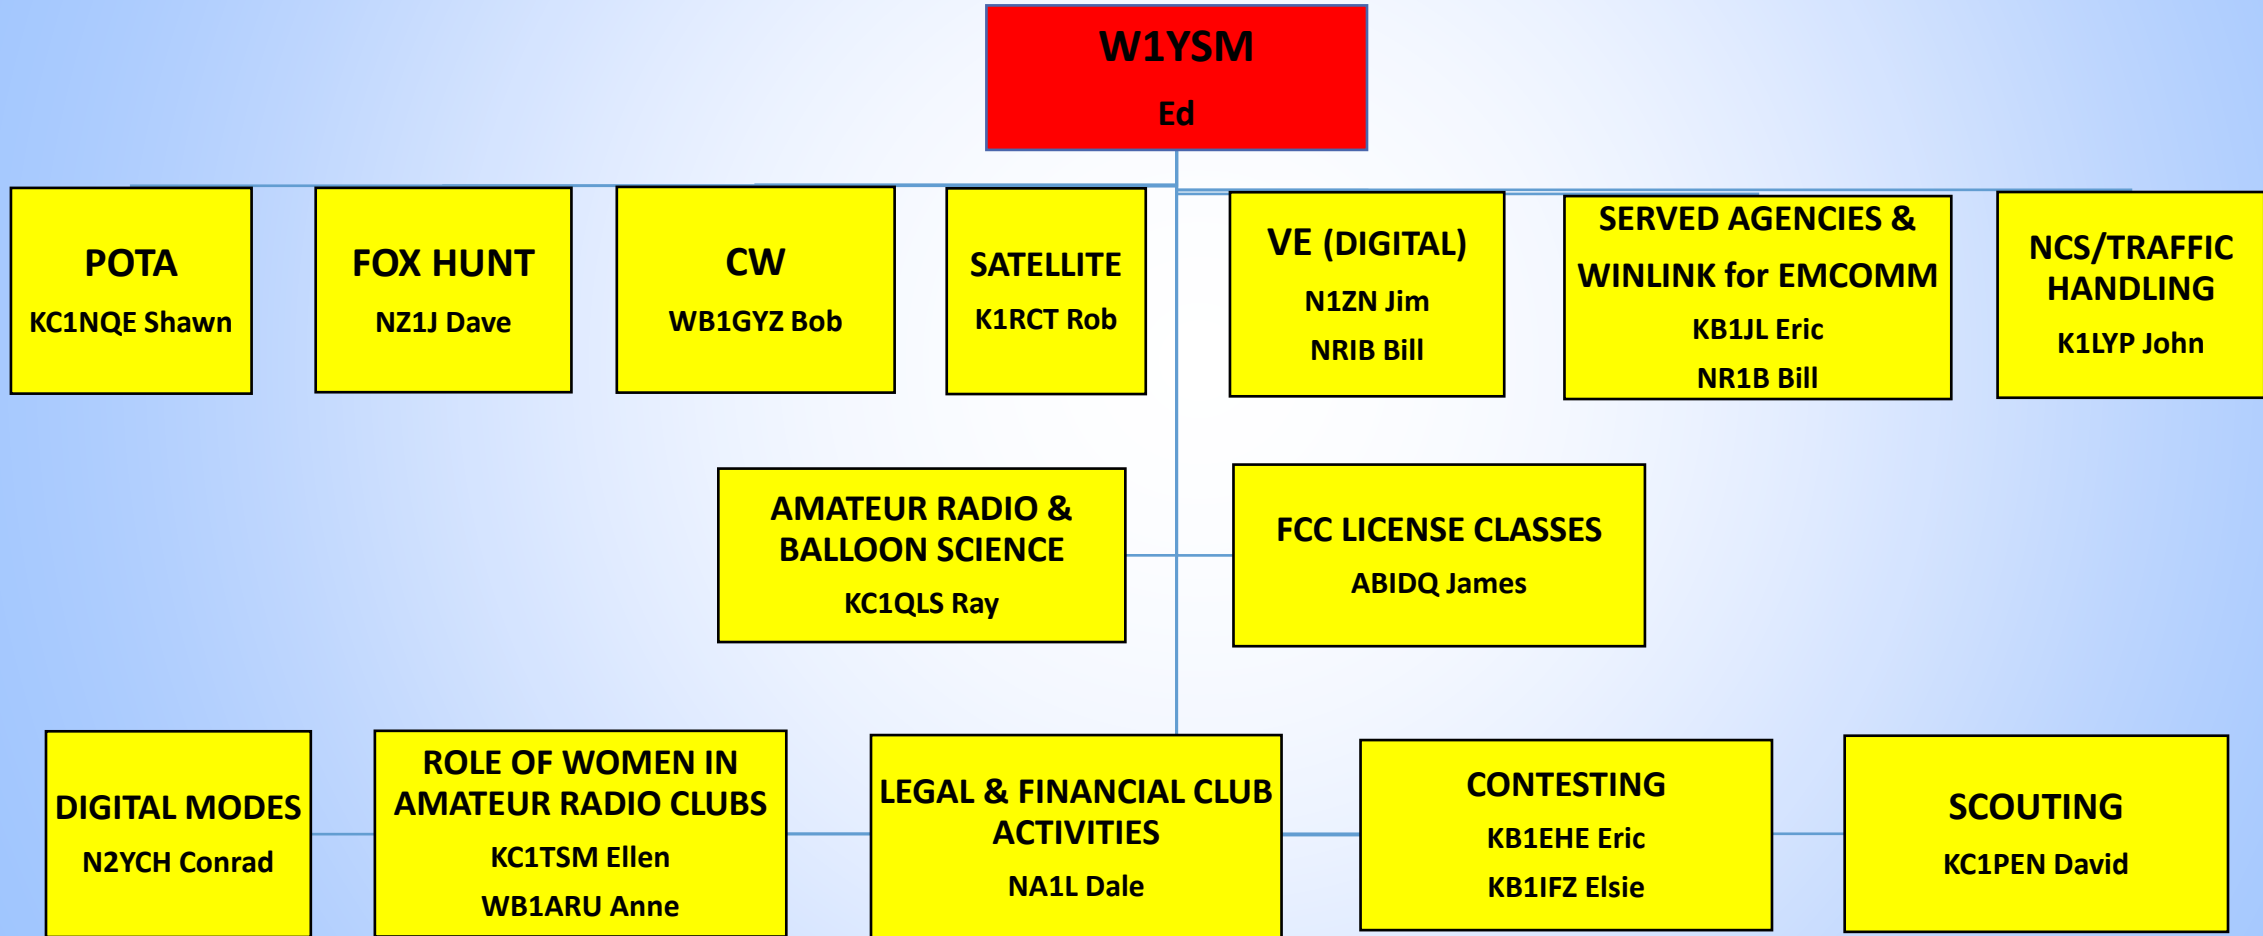 W1YSM
Ed
POTA
KC1NQE Shawn
FOX HUNT
NZ1J Dave
CW
WB1GYZ Bob
SATELLITE
K1RCT Rob
VE (DIGITAL)
N1ZN Jim
NRIB Bill
SERVED AGENCIES &
WINLINK for EMCOMM
KB1JL Eric
NR1B Bill
NCS/TRAFFIC
HANDLING
K1LYP John
AMATEUR RADIO &
BALLOON SCIENCE
KC1QLS Ray
FCC LICENSE CLASSES
ABIDQ James
DIGITAL MODES
N2YCH Conrad
ROLE OF WOMEN IN
AMATEUR RADIO CLUBS
KC1TSM Ellen
WB1ARU Anne
LEGAL & FINANCIAL CLUB
ACTIVITIES
NA1L Dale
CONTESTING
KB1EHE Eric
KB1IFZ Elsie
SCOUTING
KC1PEN David